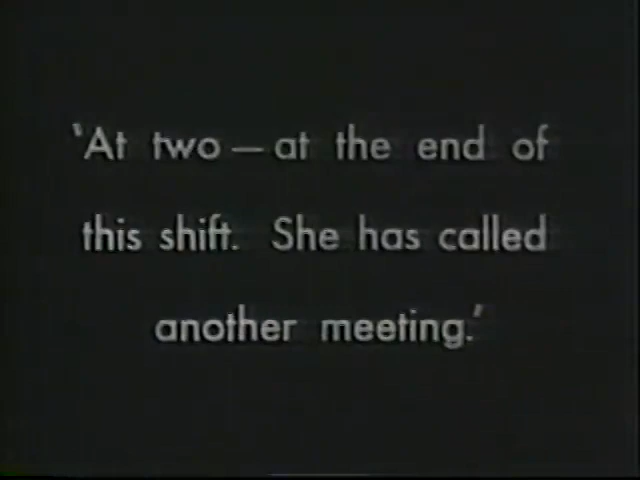 ‛At two — at the end of
this shift. She has called
another meeting.’